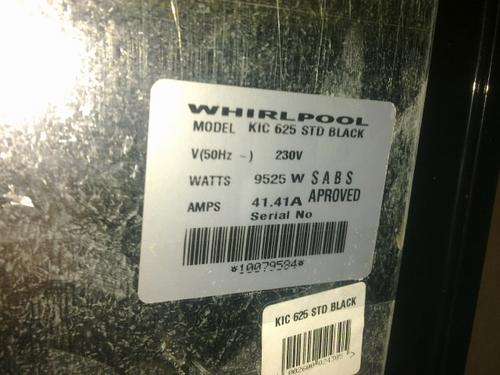 WHIRLPOOL
MODEL KIC 625 STD BLACK
V(50Hz ~) 230V
WATTS 9525 W SABS
AMPS 41.41A APROVED
Serial No
*10079584*
KIC 625 STD BLACK